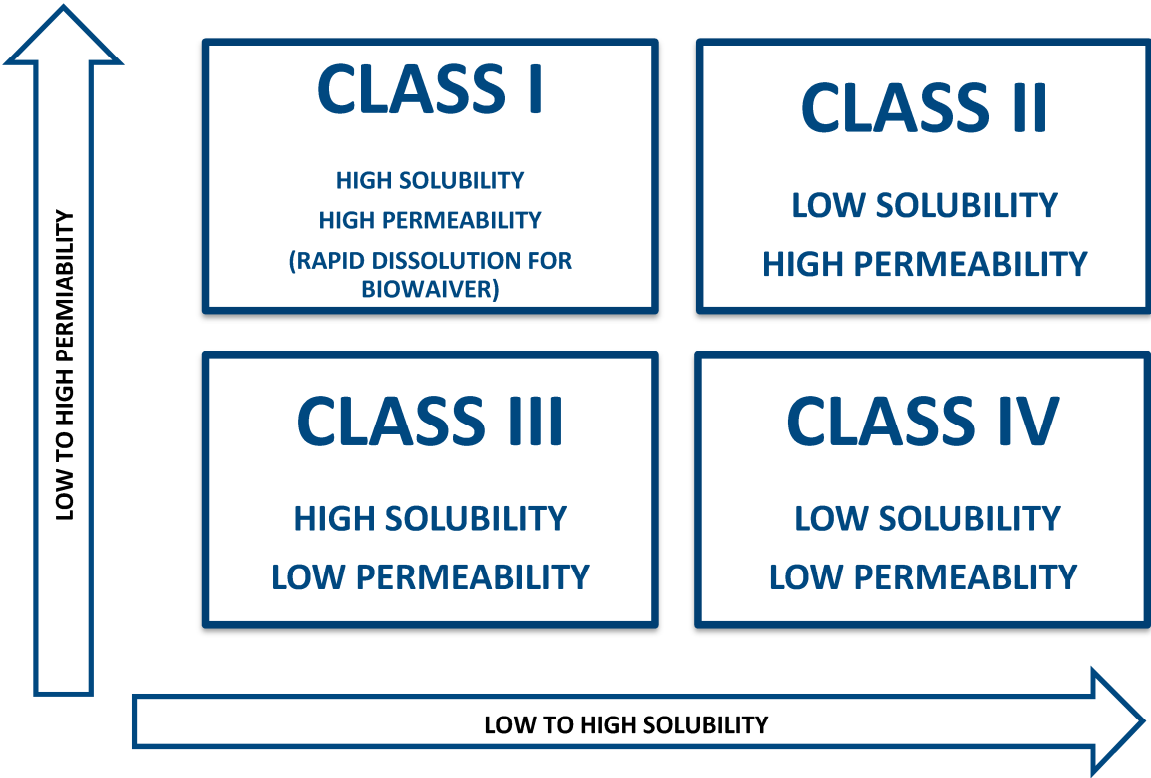 CLASS I
HIGH SOLUBILITY
HIGH PERMEABILITY
(RAPID DISSOLUTION FOR
BIOWAIVER)
CLASS II
LOW SOLUBILITY
HIGH PERMEABILITY
LOW TO HIGH PERMIABILITY
CLASS III
HIGH SOLUBILITY
LOW PERMEABILITY
CLASS IV
LOW SOLUBILITY
LOW PERMEABLITY
LOW TO HIGH SOLUBILITY